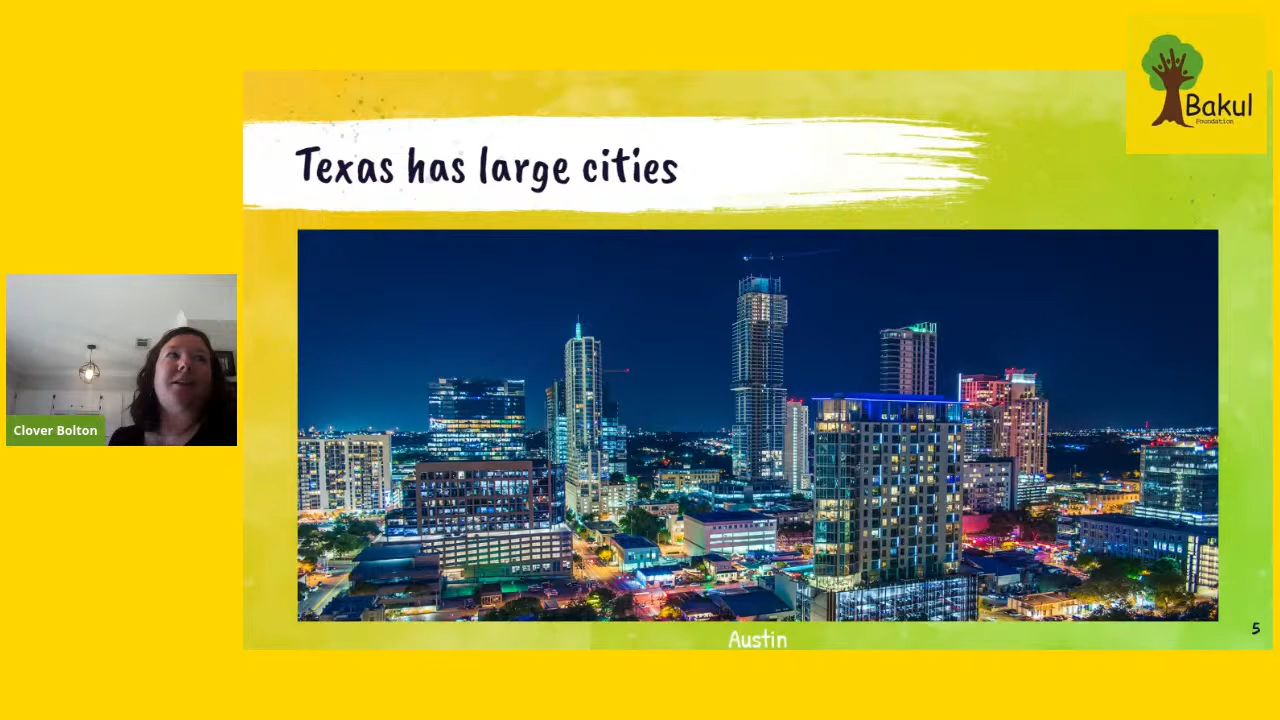 Bakul
Foundation
Texas has large cities
Clover Bolton
Austin
5